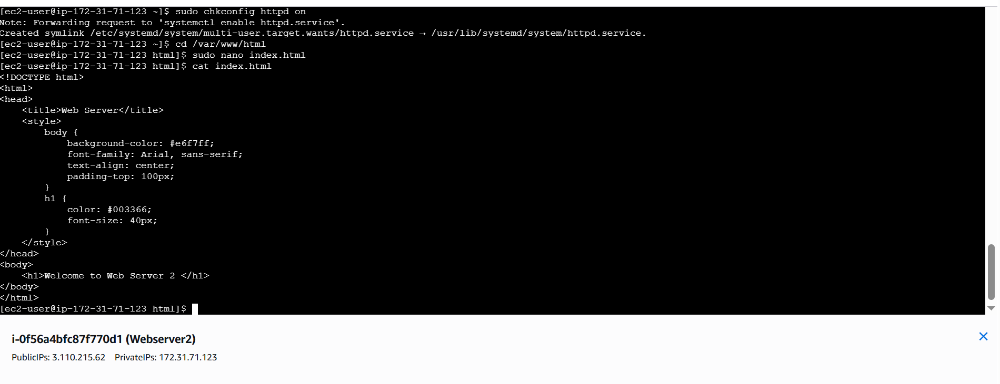 [ec2-user@ip-172-31-71-123 ~]$ sudo chkconfig httpd on
Note: Forwarding request to 'systemctl enable httpd.service'.
Created symlink /etc/systemd/system/multi-user.target.wants/httpd.service → /usr/lib/systemd/system/httpd.service.
[ec2-user@ip-172-31-71-123 ~]$ cd /var/www/html
[ec2-user@ip-172-31-71-123 html]$ sudo nano index.html
[ec2-user@ip-172-31-71-123 html]$ cat index.html
<!DOCTYPE html>
<html>
<head>
    <title>Web Server</title>
    <style>
        body {
            background-color: #e6f7ff;
            font-family: Arial, sans-serif;
            text-align: center;
            padding-top: 100px;
        }
        h1 {
            color: #003366;
            font-size: 40px;
        }
    </style>
</head>
<body>
    <h1>Welcome to Web Server 2 </h1>
</body>
</html>
[ec2-user@ip-172-31-71-123 html]$
i-0f56a4bfc87f770d1 (Webserver2)
PublicIPs: 3.110.215.62 PrivateIPs: 172.31.71.123